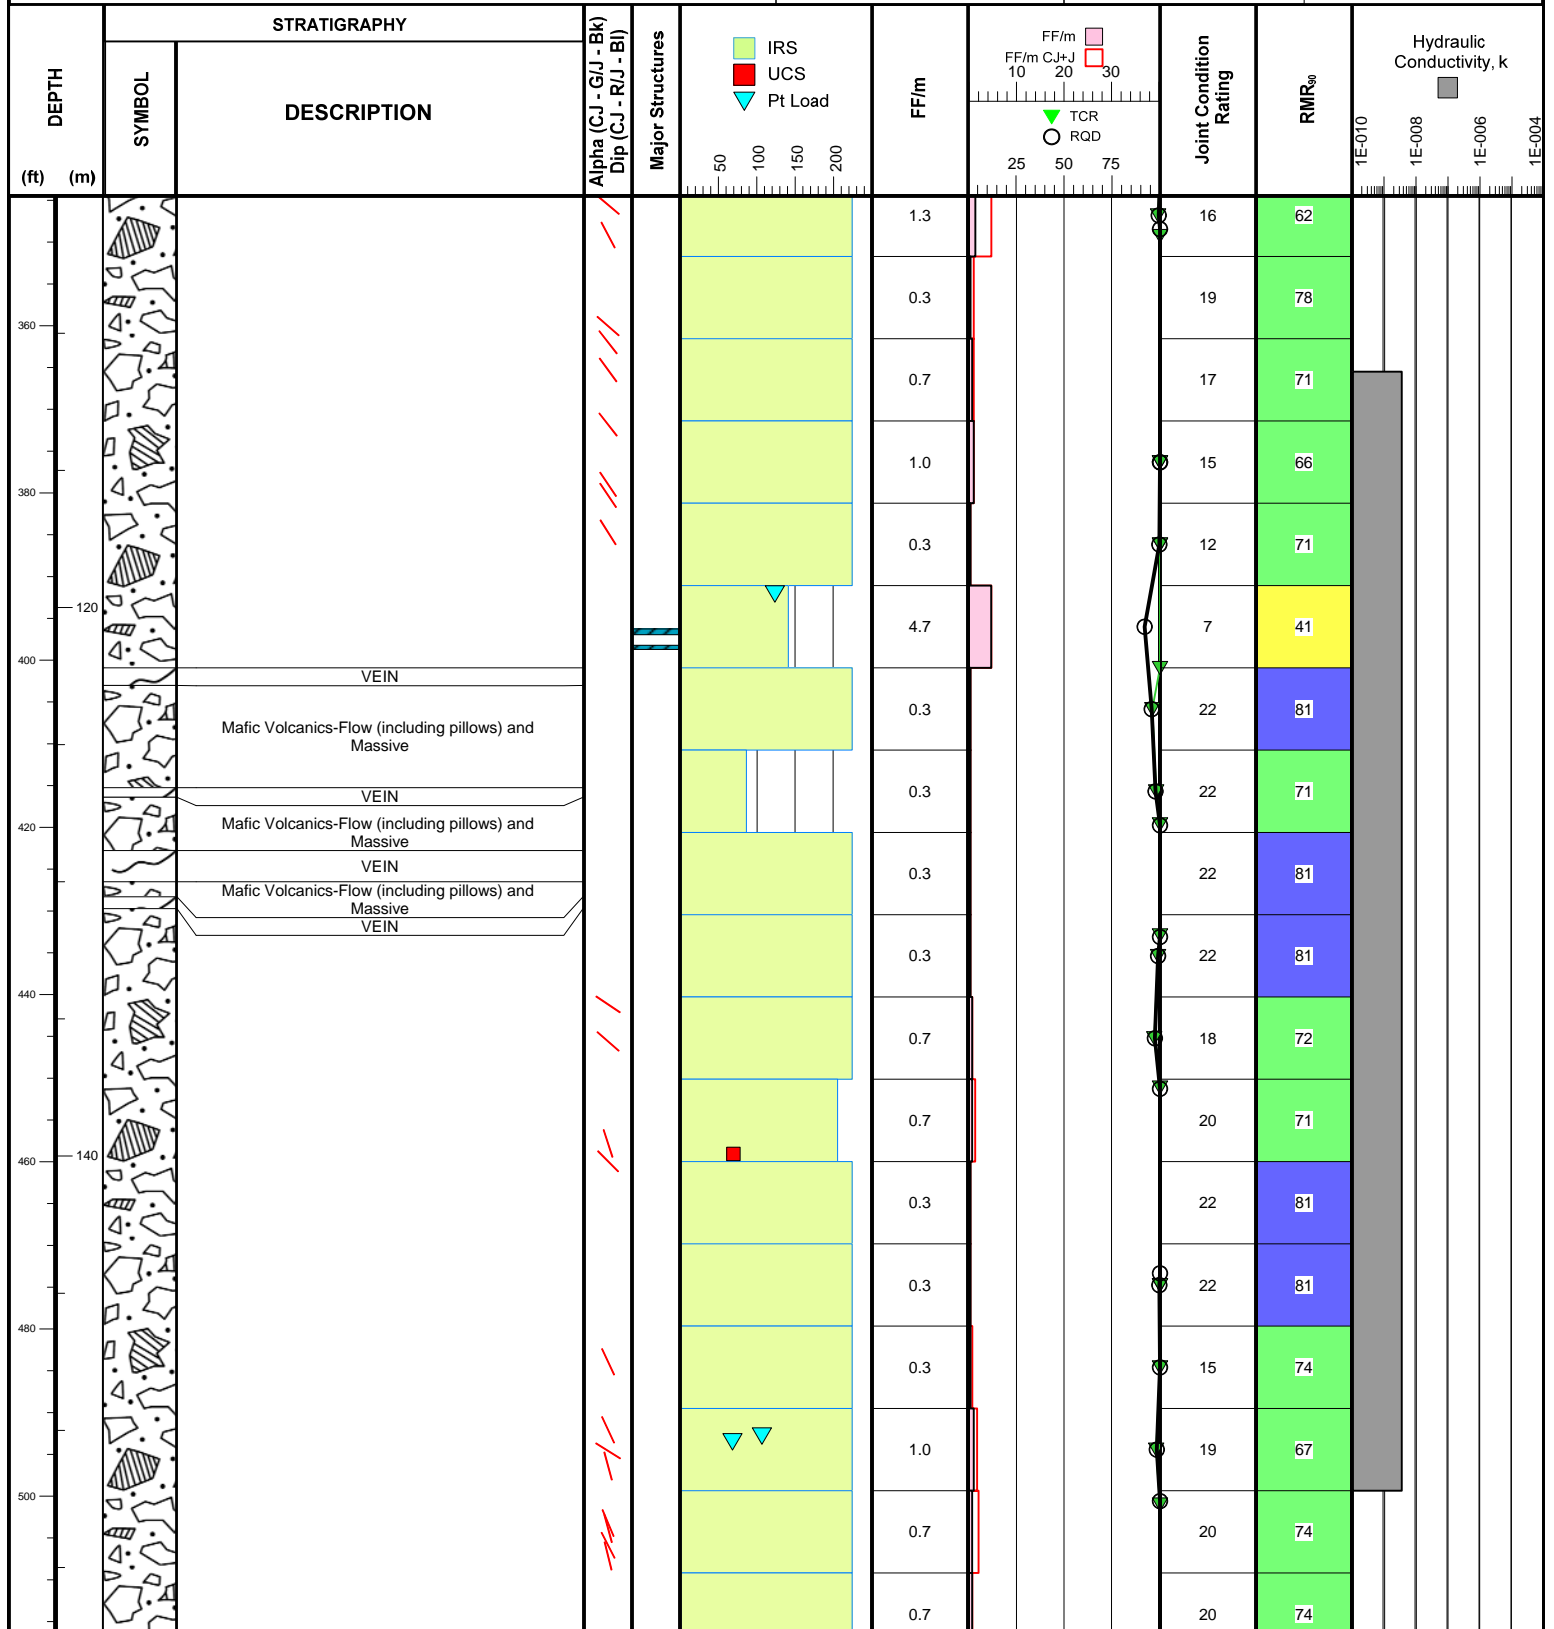 STRATIGRAPHY
DEPTH
(ft)
(m)
SYMBOL
DESCRIPTION
Alpha (CJ - G/J - Bk)
Dip (CJ - R/J - Bl)
Major Structures
IRS
UCS
Pt Load
50 100 150 200
FF/m
FF/m
FF/m CJ+J
10 20 30
TCR
RQD
25 50 75
Joint Condition
Rating
RMR90
Hydraulic
Conductivity, k
1E-010 1E-008 1E-006 1E-004
1.3 16 62
0.3 19 78
360
0.7 17 71
1.0 15 66
380
0.3 12 71
120
4.7 7 41
400
VEIN
0.3 22 81
Mafic Volcanics-Flow (including pillows) and
Massive
0.3 22 71
VEIN
420
Mafic Volcanics-Flow (including pillows) and
Massive
VEIN
0.3 22 81
Mafic Volcanics-Flow (including pillows) and
Massive
VEIN
0.3 22 81
440
0.7 18 72
0.7 20 71
140
460
0.3 22 81
0.3 22 81
480
0.3 15 74
1.0 19 67
500
0.7 20 74
0.7 20 74